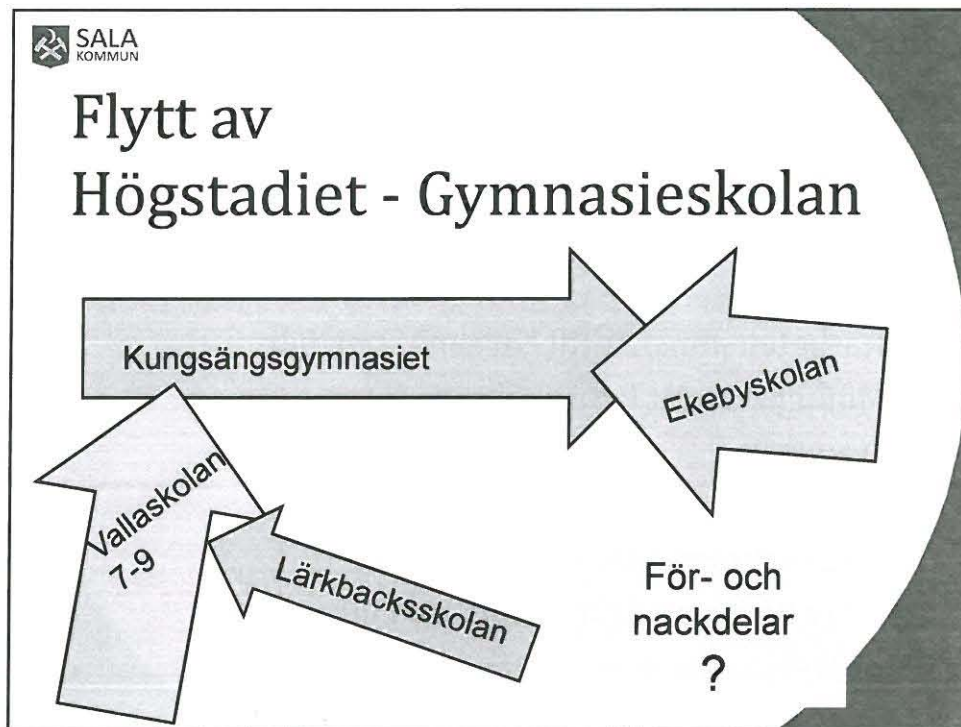 SALA
KOMMUN
Flytt av
Högstadiet - Gymnasieskolan
Kungsängsgymnasiet
Ekebyskolan
Vallaskolan
7-9
Lärkbacksskolan
För- och
nackdelar
?